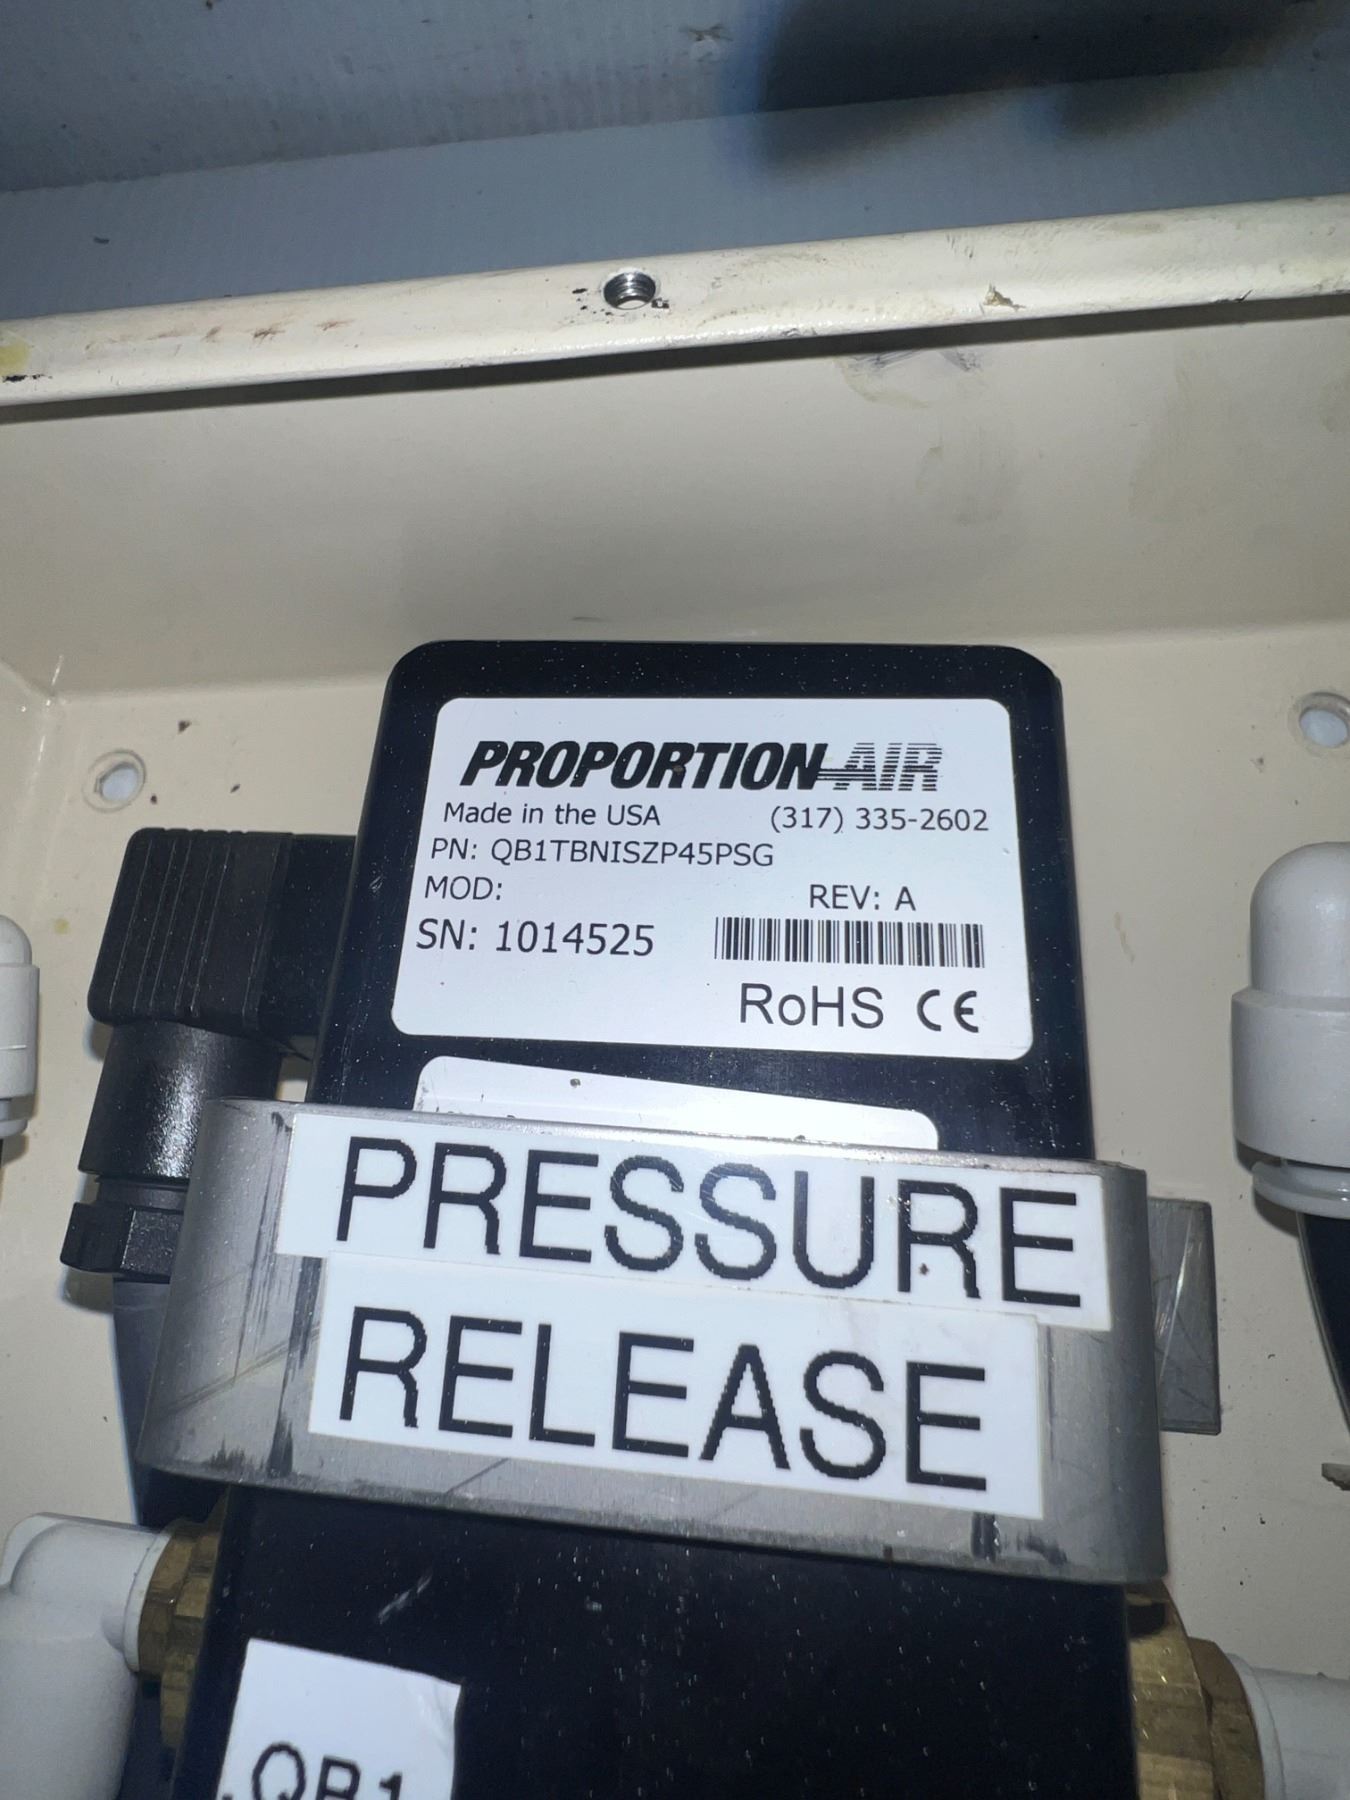 PROPORTION-AIR
Made in the USA (317) 335-2602
PN: QB1TBNISZP45PSG
MOD:
REV: A
SN: 1014525
RoHS CE
PRESSURE
RELEASE
.QB1